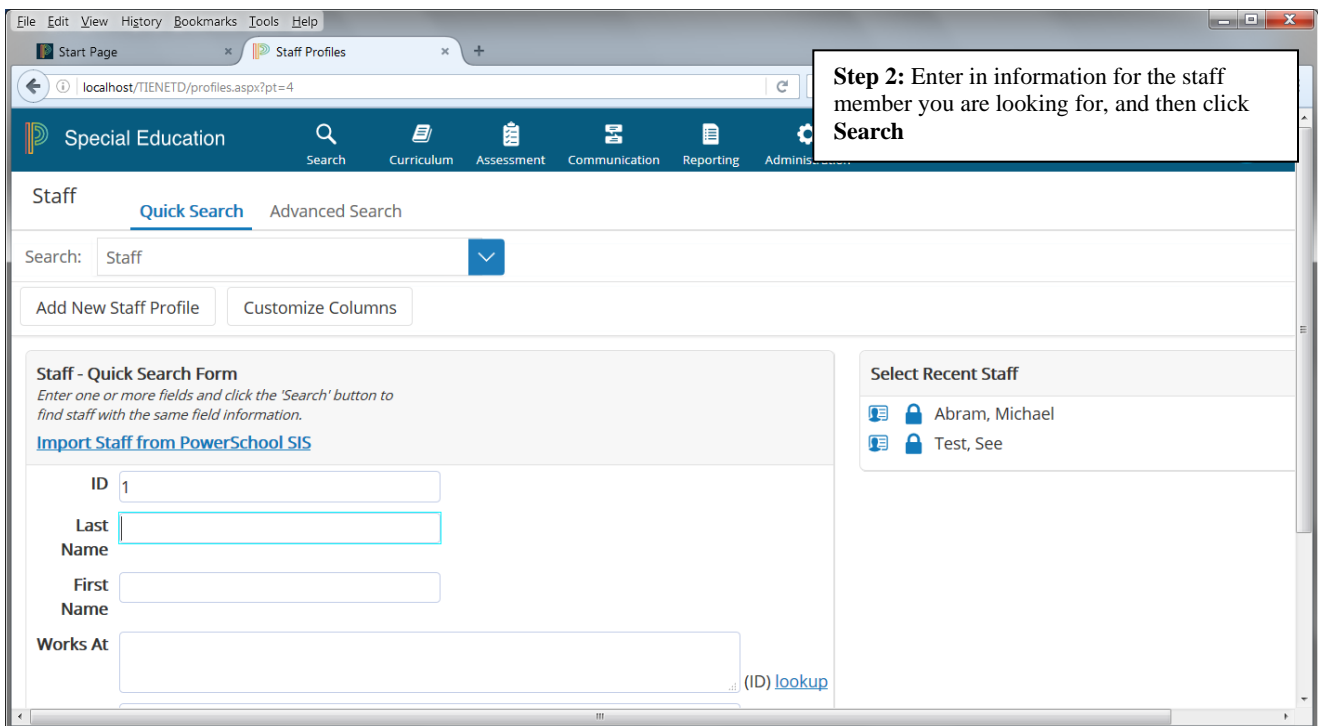 File Edit View History Bookmarks Tools Help
Start Page × Staff Profiles × +
localhost/TIENETD/profiles.aspx?pt=4
Step 2: Enter in information for the staff
member you are looking for, and then click
Search
Special Education
Search Curriculum Assessment Communication Reporting Administration
Staff
Quick Search Advanced Search
Search: Staff
Add New Staff Profile Customize Columns
Staff - Quick Search Form
Enter one or more fields and click the 'Search' button to
find staff with the same field information.
Import Staff from PowerSchool SIS
ID 1
Last
Name
First
Name
Works At
(ID) lookup
Select Recent Staff
Abram, Michael
Test, See